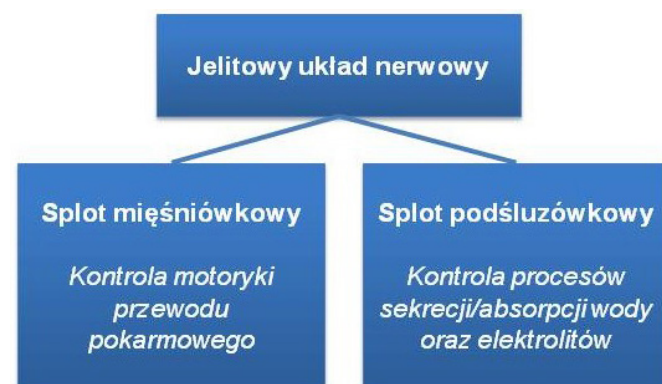 Jelitowy układ nerwowy
Splot mięśniówkowy
Kontrola motoryki
przewodu
pokarmowego
Splot podśluzówkowy
Kontrola procesów
sekrecji/absorpcji wody
oraz elektrolitów